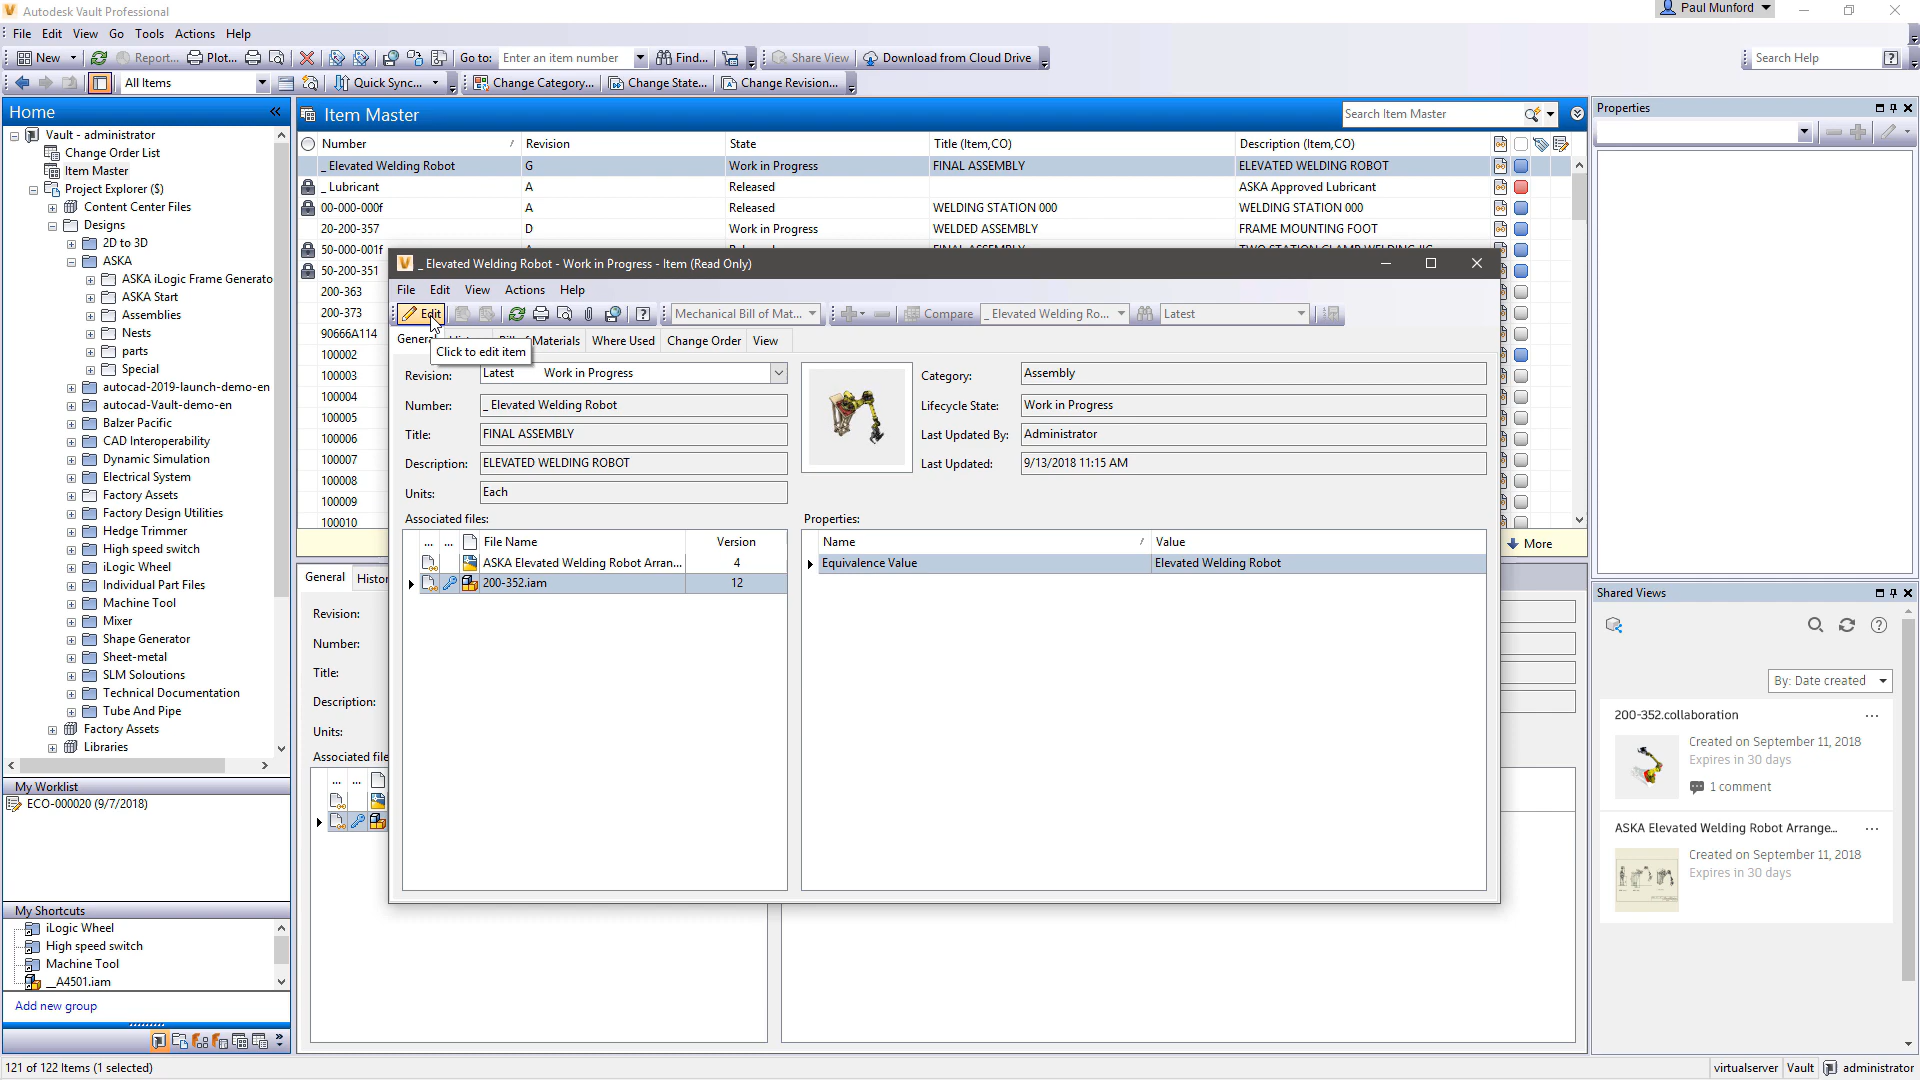 Autodesk Vault Professional
Paul Munford
File Edit View Go Tools Actions Help
New Report... Plot... Go to: Enter an item number Find... Share View Download from Cloud Drive Search Help
All Items Quick Sync... Change Category... Change State... Change Revision...
Home
Vault - administrator
Change Order List
Item Master
Project Explorer ($)
Content Center Files
Designs
2D to 3D
ASKA
ASKA iLogic Frame Generato
ASKA Start
Assemblies
Nests
parts
Special
autocad-2019-launch-demo-en
autocad-Vault-demo-en
Balzer Pacific
CAD Interoperability
Dynamic Simulation
Electrical System
Factory Assets
Factory Design Utilities
Hedge Trimmer
High speed switch
iLogic Wheel
Individual Part Files
Machine Tool
Mixer
Shape Generator
Sheet-metal
SLM Soloutions
Technical Documentation
Tube And Pipe
Factory Assets
Libraries
My Worklist
ECO-000020 (9/7/2018)
My Shortcuts
iLogic Wheel
High speed switch
Machine Tool
__A4501.iam
Add new group
Item Master
Search Item Master
Number Revision State Title (Item,CO) Description (Item,CO)
_ Elevated Welding Robot G Work in Progress FINAL ASSEMBLY ELEVATED WELDING ROBOT
_ Lubricant A Released ASKA Approved Lubricant
00-000-000f A Released WELDING STATION 000 WELDING STATION 000
20-200-357 D Work in Progress WELDED ASSEMBLY FRAME MOUNTING FOOT
50-000-001f
50-200-351
200-363
200-373
90666A114
100002
100003
100004
100005
100006
100007
100008
100009
100010
More
General Histor
Revision:
Number:
Title:
Description:
Units:
Associated file
_ Elevated Welding Robot - Work in Progress - Item (Read Only)
File Edit View Actions Help
Edit Mechanical Bill of Mat... Compare _ Elevated Welding Ro... Latest
General of Materials Where Used Change Order View
Click to edit item
Revision: Latest Work in Progress
Number: _ Elevated Welding Robot
Title: FINAL ASSEMBLY
Description: ELEVATED WELDING ROBOT
Units: Each
Category: Assembly
Lifecycle State: Work in Progress
Last Updated By: Administrator
Last Updated: 9/13/2018 11:15 AM
Associated files:
... ... File Name Version
ASKA Elevated Welding Robot Arran... 4
200-352.iam 12
Properties:
Name Value
Equivalence Value Elevated Welding Robot
Properties
Shared Views
By: Date created
200-352.collaboration ...
Created on September 11, 2018
Expires in 30 days
1 comment
ASKA Elevated Welding Robot Arrange... ...
Created on September 11, 2018
Expires in 30 days
121 of 122 Items (1 selected)
virtualserver Vault administrator